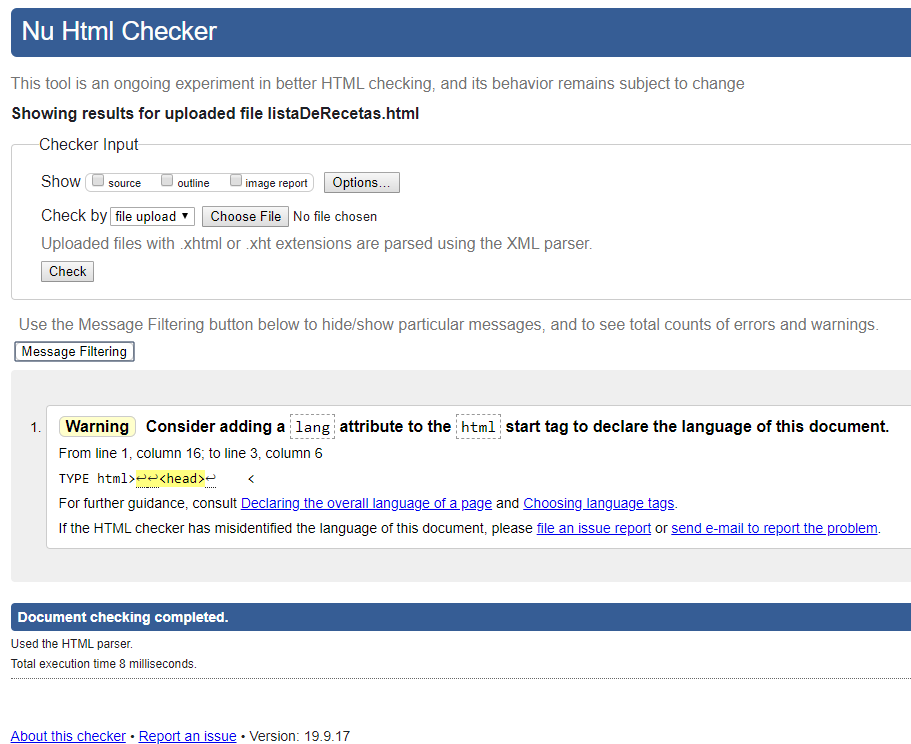 Nu Html Checker
This tool is an ongoing experiment in better HTML checking, and its behavior remains subject to change
Showing results for uploaded file listaDeRecetas.html
Checker Input
Show source outline image report Options...
Check by file upload ▼ Choose File No file chosen
Uploaded files with .xhtml or .xht extensions are parsed using the XML parser.
Check
Use the Message Filtering button below to hide/show particular messages, and to see total counts of errors and warnings.
Message Filtering
1. Warning Consider adding a lang attribute to the html start tag to declare the language of this document.
From line 1, column 16; to line 3, column 6
TYPE html>↩↩<head>↩    <
For further guidance, consult Declaring the overall language of a page and Choosing language tags.
If the HTML checker has misidentified the language of this document, please file an issue report or send e-mail to report the problem.
Document checking completed.
Used the HTML parser.
Total execution time 8 milliseconds.
About this checker • Report an issue • Version: 19.9.17